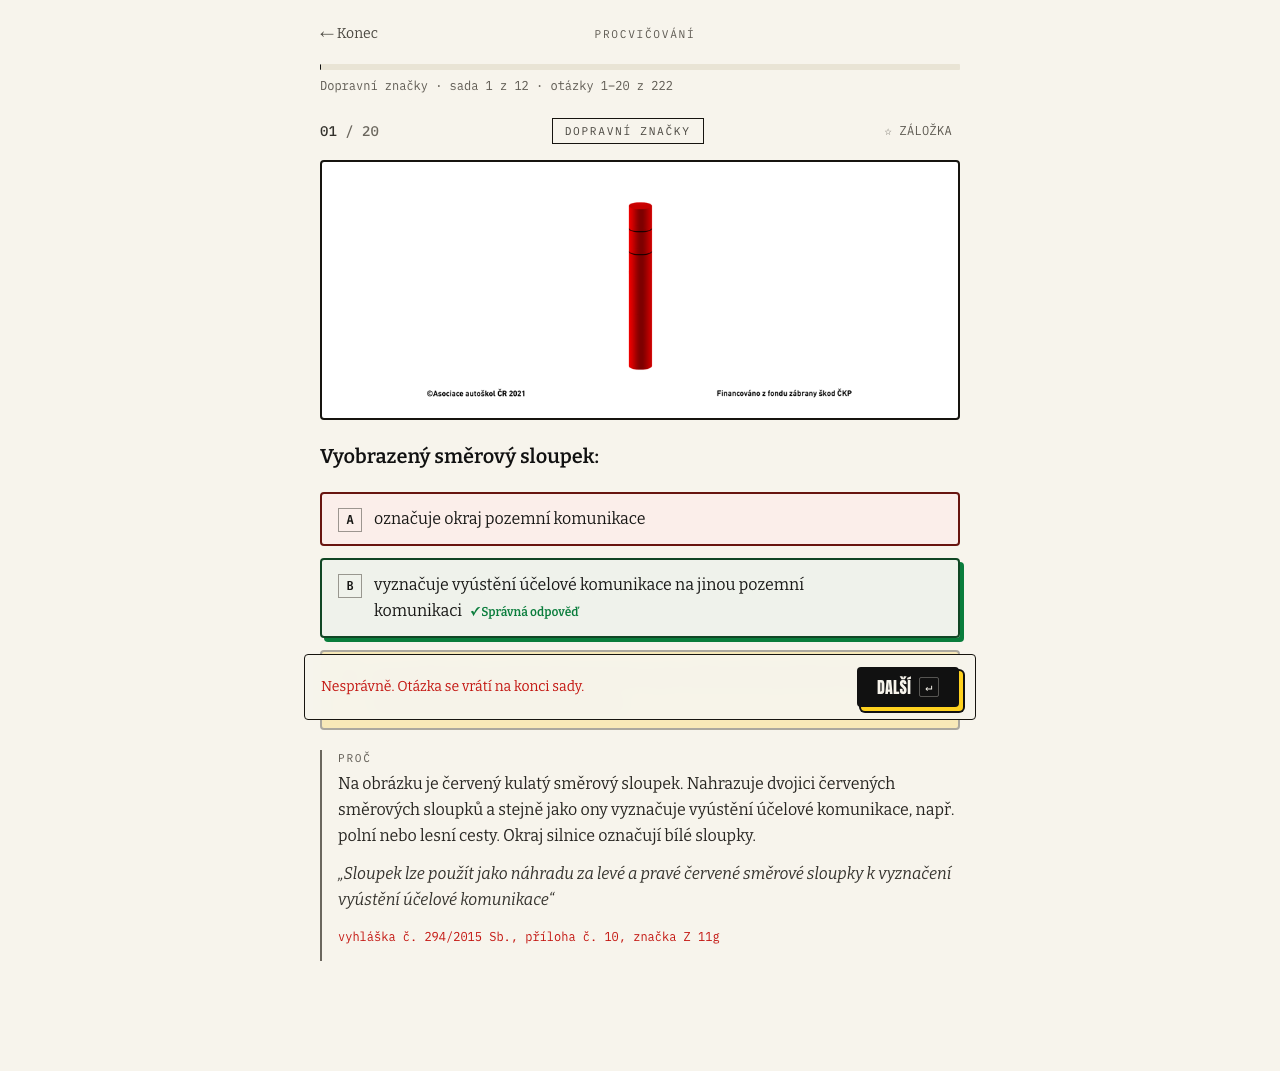 ← Konec
PROCVIČOVÁNÍ
Dopravní značky · sada 1 z 12 · otázky 1–20 z 222
01 / 20
DOPRAVNÍ ZNAČKY
☆ ZÁLOŽKA
©Asociace autoškol ČR 2021
Financováno z fondu zábrany škod ČKP
Vyobrazený směrový sloupek:
A
označuje okraj pozemní komunikace
B
vyznačuje vyústění účelové komunikace na jinou pozemní
komunikaci ✓Správná odpověď
Nesprávně. Otázka se vrátí na konci sady.
DALŠÍ ↵
PROČ
Na obrázku je červený kulatý směrový sloupek. Nahrazuje dvojici červených
směrových sloupků a stejně jako ony vyznačuje vyústění účelové komunikace, např.
polní nebo lesní cesty. Okraj silnice označují bílé sloupky.
„Sloupek lze použít jako náhradu za levé a pravé červené směrové sloupky k vyznačení
vyústění účelové komunikace“
vyhláška č. 294/2015 Sb., příloha č. 10, značka Z 11g